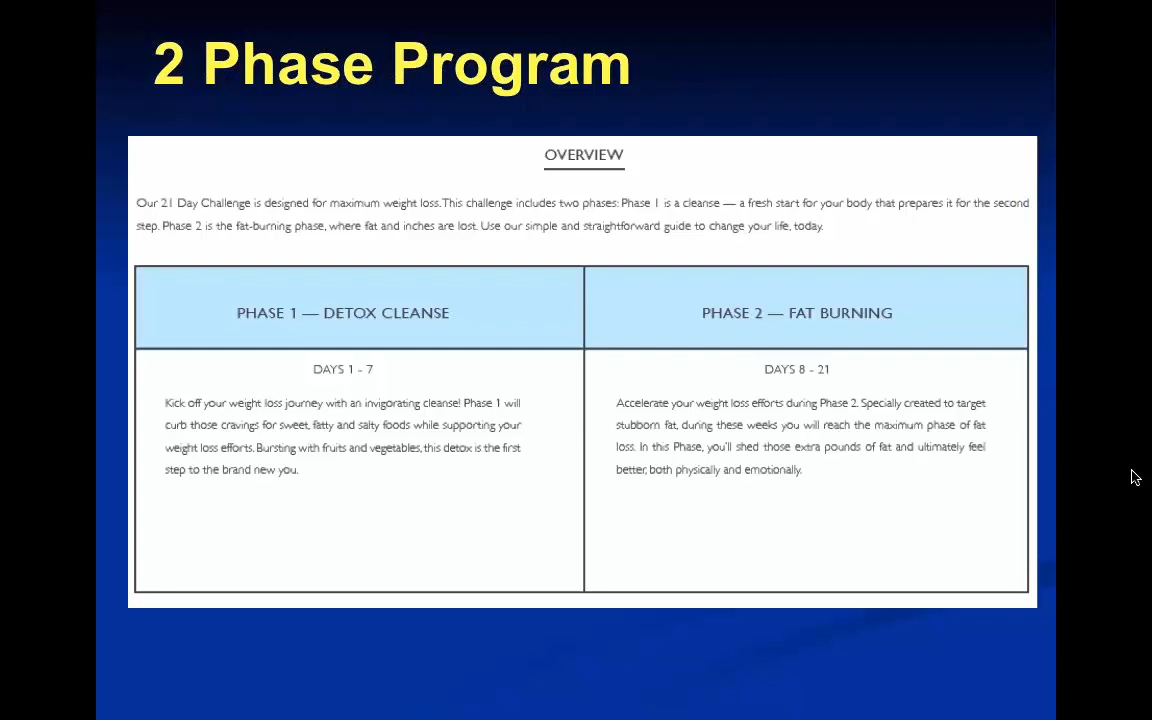 2 Phase Program
OVERVIEW
Our 21 Day Challenge is designed for maximum weight loss. This challenge includes two phases: Phase 1 is a cleanse — a fresh start for your body that prepares it for the second
step. Phase 2 is the fat-burning phase, where fat and inches are lost. Use our simple and straightforward guide to change your life, today.
PHASE 1 — DETOX CLEANSE
DAYS 1 - 7
Kick off your weight loss journey with an invigorating cleanse! Phase 1 will
curb those cravings for sweet, fatty and salty foods while supporting your
weight loss efforts. Bursting with fruits and vegetables, this detox is the first
step to the brand new you.
PHASE 2 — FAT BURNING
DAYS 8 - 21
Accelerate your weight loss efforts during Phase 2. Specially created to target
stubborn fat, during these weeks you will reach the maximum phase of fat
loss. In this Phase, you'll shed those extra pounds of fat and ultimately feel
better, both physically and emotionally.